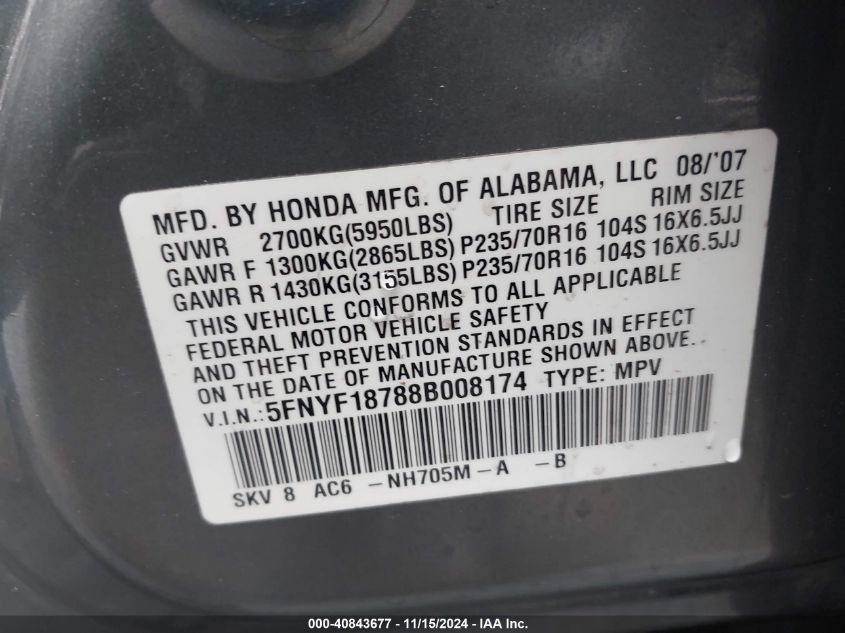 MFD. BY HONDA MFG. OF ALABAMA, LLC 08/'07
GVWR 2700KG(5950LBS) TIRE SIZE RIM SIZE
GAWR F 1300KG(2865LBS) P235/70R16 104S 16X6.5JJ
GAWR R 1430KG(3155LBS) P235/70R16 104S 16X6.5JJ
THIS VEHICLE CONFORMS TO ALL APPLICABLE
FEDERAL MOTOR VEHICLE SAFETY
AND THEFT PREVENTION STANDARDS IN EFFECT
ON THE DATE OF MANUFACTURE SHOWN ABOVE.
V.I.N.: 5FNYF18788B008174 TYPE: MPV
SKV 8 AC6 -NH705M-A -B
000-40843677 - 11/15/2024 - IAA Inc.